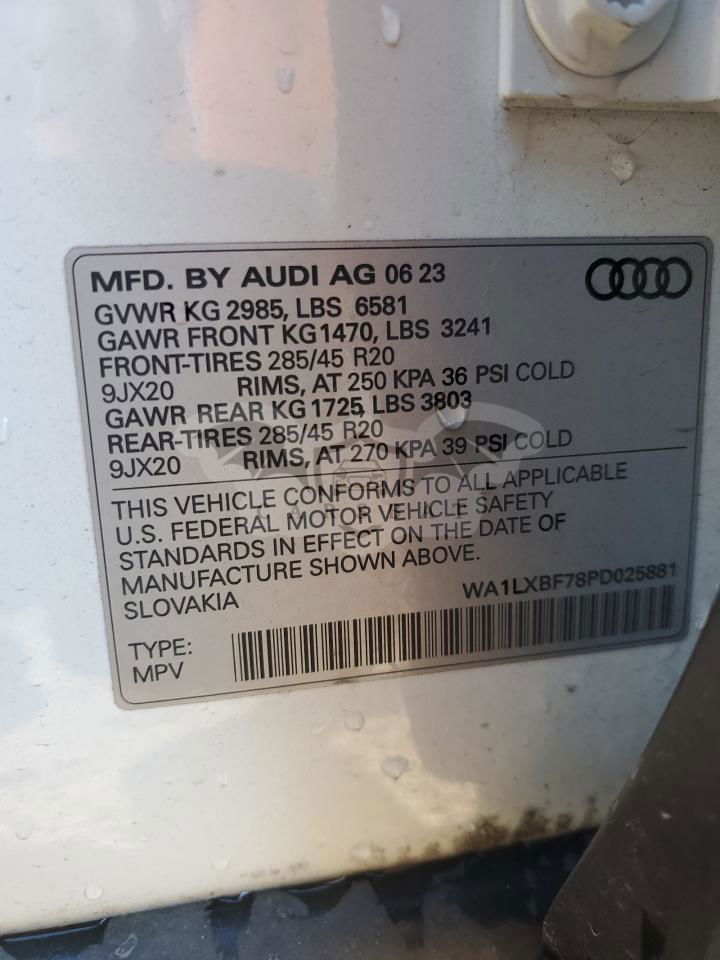 MFD. BY AUDI AG 06 23
GVWR KG 2985, LBS 6581
GAWR FRONT KG1470, LBS 3241
FRONT-TIRES 285/45 R20
9JX20 RIMS, AT 250 KPA 36 PSI COLD
GAWR REAR KG 1725, LBS 3803
REAR-TIRES 285/45 R20
9JX20 RIMS, AT 270 KPA 39 PSI COLD
THIS VEHICLE CONFORMS TO ALL APPLICABLE
U.S. FEDERAL MOTOR VEHICLE SAFETY
STANDARDS IN EFFECT ON THE DATE OF
MANUFACTURE SHOWN ABOVE.
SLOVAKIA
WA1LXBF78PD025881
TYPE:
MPV